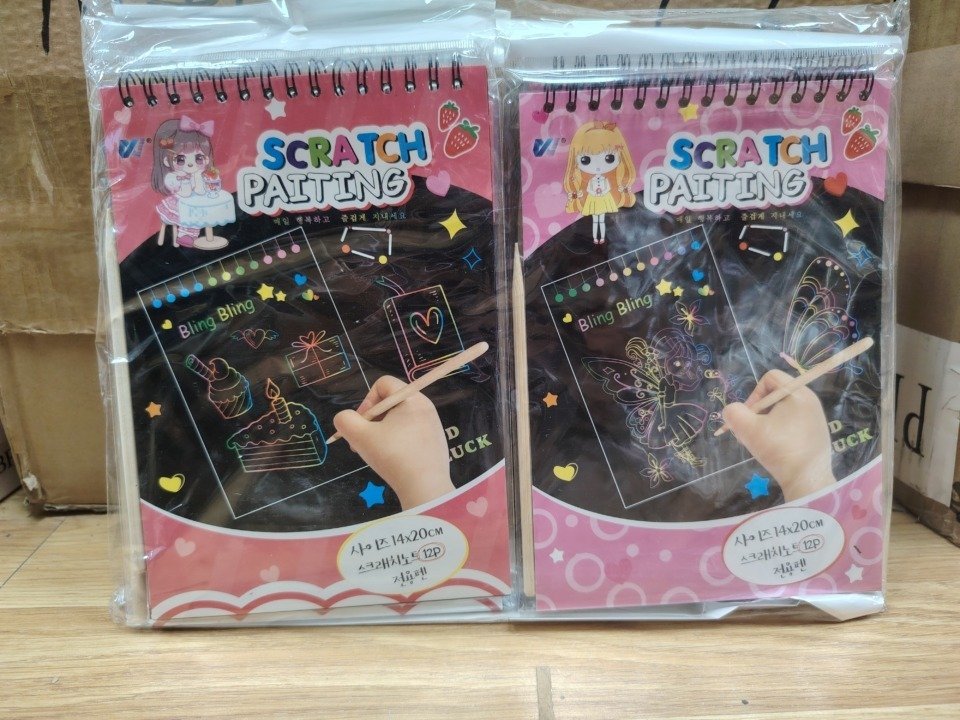 SCRATCH
PAITING
매일 행복하고 즐겁게 지내세요
Bling Bling
D
UCK
사이즈 14x20CM
스크래치노트 12P
전용펜
SCRATCH
PAITING
매일 행복하고 즐겁게 지내세요
Bling Bling
D
UCK
사이즈 14x20CM
스크래치노트 12P
전용펜